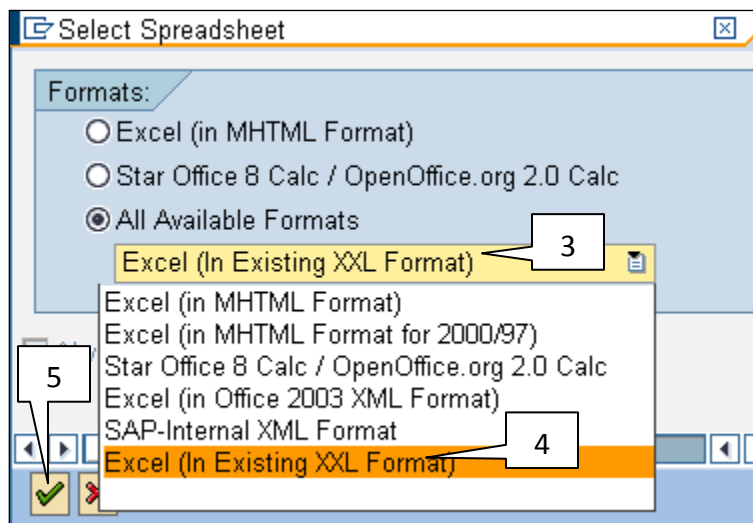 Select Spreadsheet
Formats:
Excel (in MHTML Format)
Star Office 8 Calc / OpenOffice.org 2.0 Calc
All Available Formats
3
Excel (In Existing XXL Format)
Excel (in MHTML Format)
Excel (in MHTML Format for 2000/97)
Star Office 8 Calc / OpenOffice.org 2.0 Calc
5
Excel (in Office 2003 XML Format)
SAP-Internal XML Format
4
Excel (In Existing XXL Format)